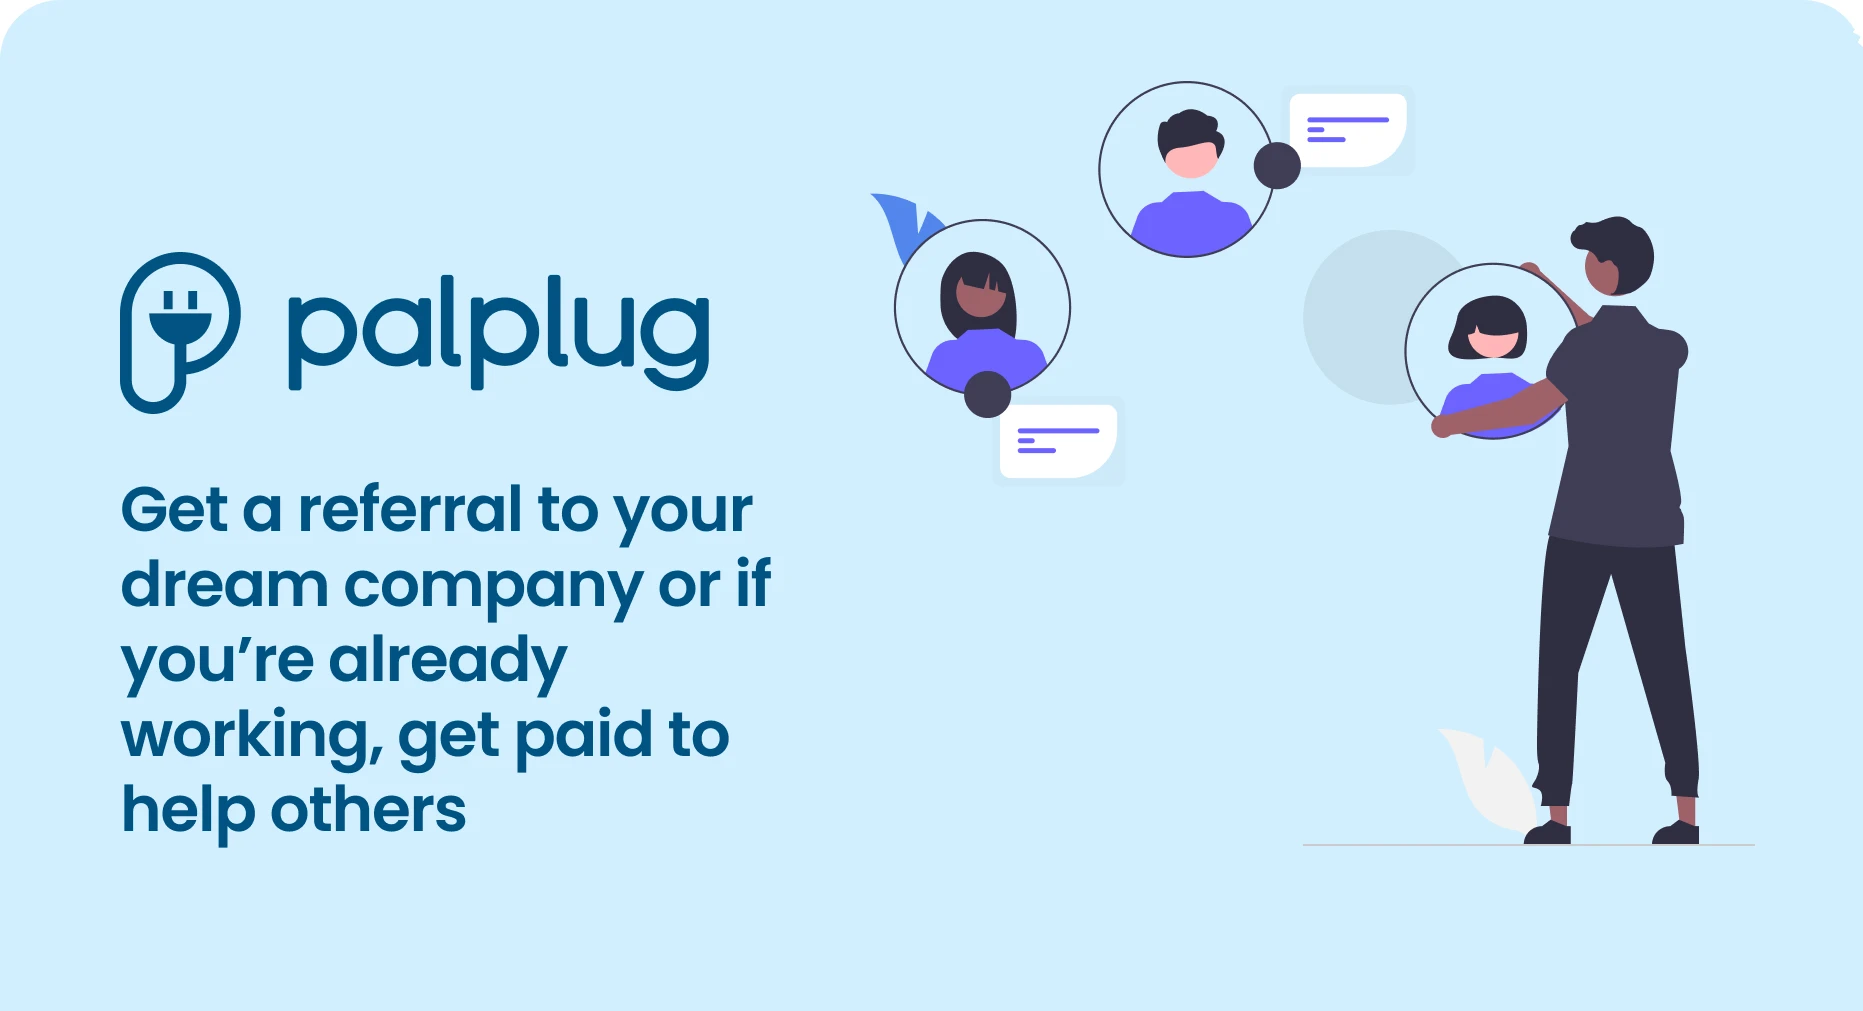 palplug
Get a referral to your
dream company or if
you’re already
working, get paid to
help others